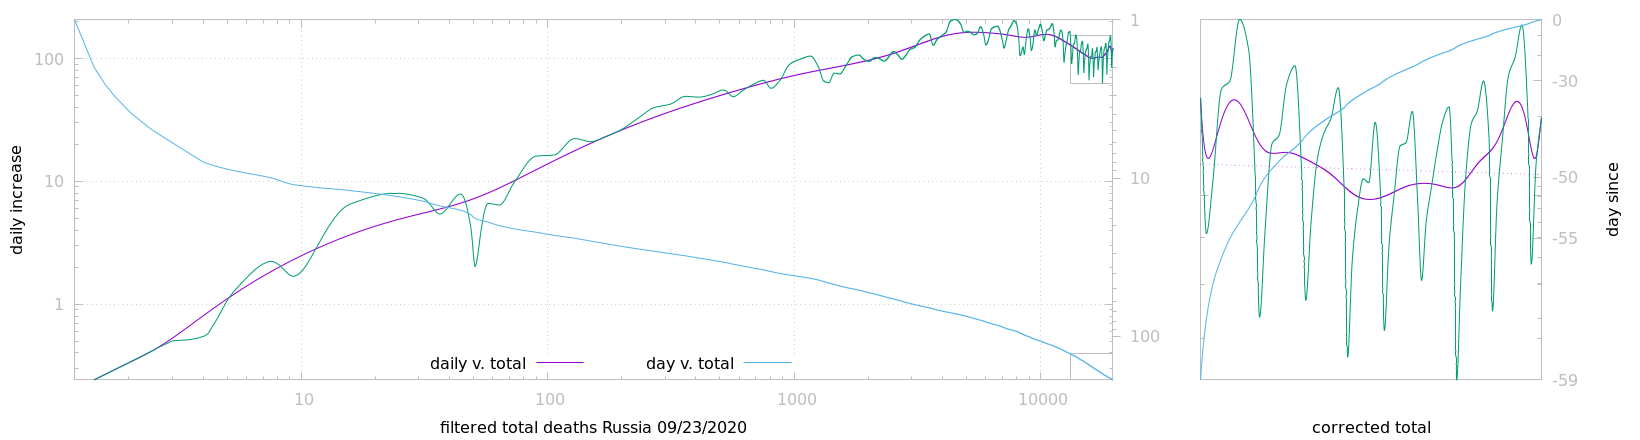 daily increase
100
10
1
10
100
1000
10000
1
10
100
daily v. total
day v. total
filtered total deaths Russia 09/23/2020
0
-30
-50
-55
-59
day since
corrected total